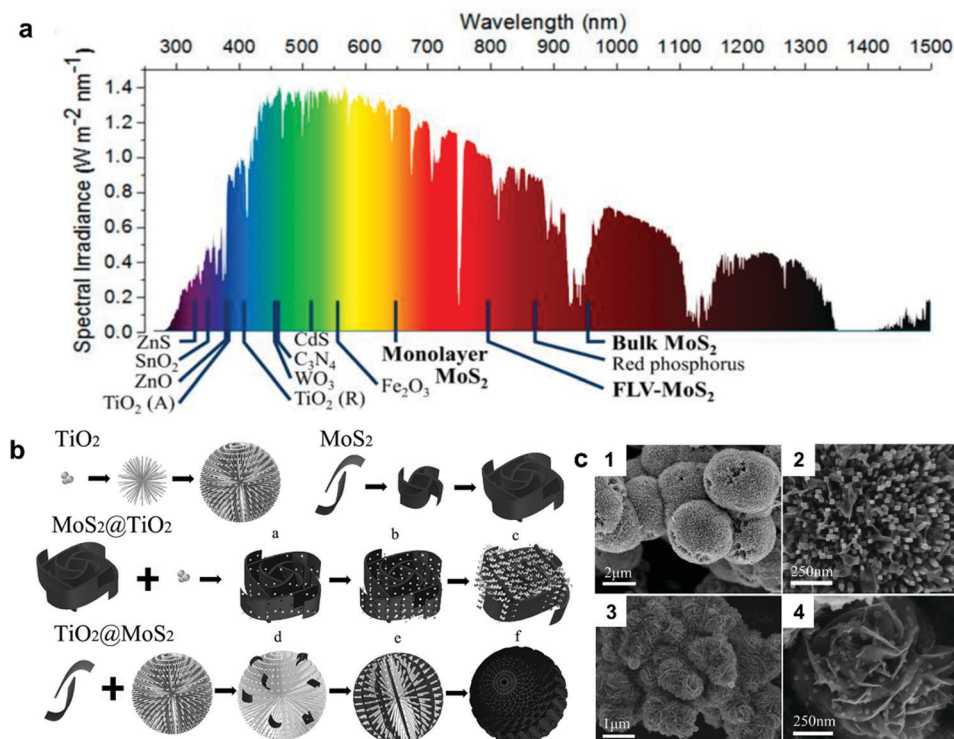 a
Wavelength (nm)
300 400 500 600 700 800 900 1000 1100 1200 1300 1400 1500
Spectral Irradiance (W m⁻² nm⁻¹)
1.4
1.2
1.0
0.8
0.6
0.4
0.2
0.0
ZnS
SnO₂
ZnO
TiO₂ (A)
CdS
C₃N₄
WO₃
TiO₂ (R)
Fe₂O₃
Monolayer
MoS₂
Bulk MoS₂
Red phosphorus
FLV-MoS₂
b
TiO₂
MoS₂
MoS₂@TiO₂
a b c
TiO₂@MoS₂
d e f
c
1
2μm
2
250nm
3
1μm
4
250nm